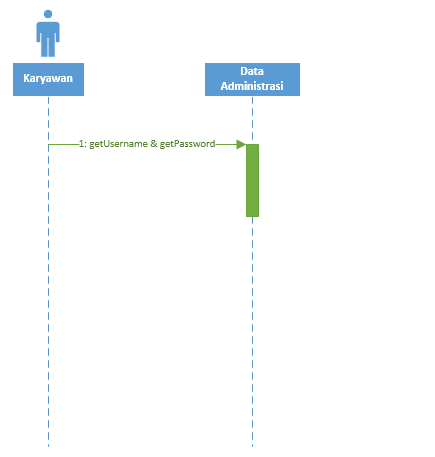 Karyawan
Data
Administrasi
1: getUsername & getPassword